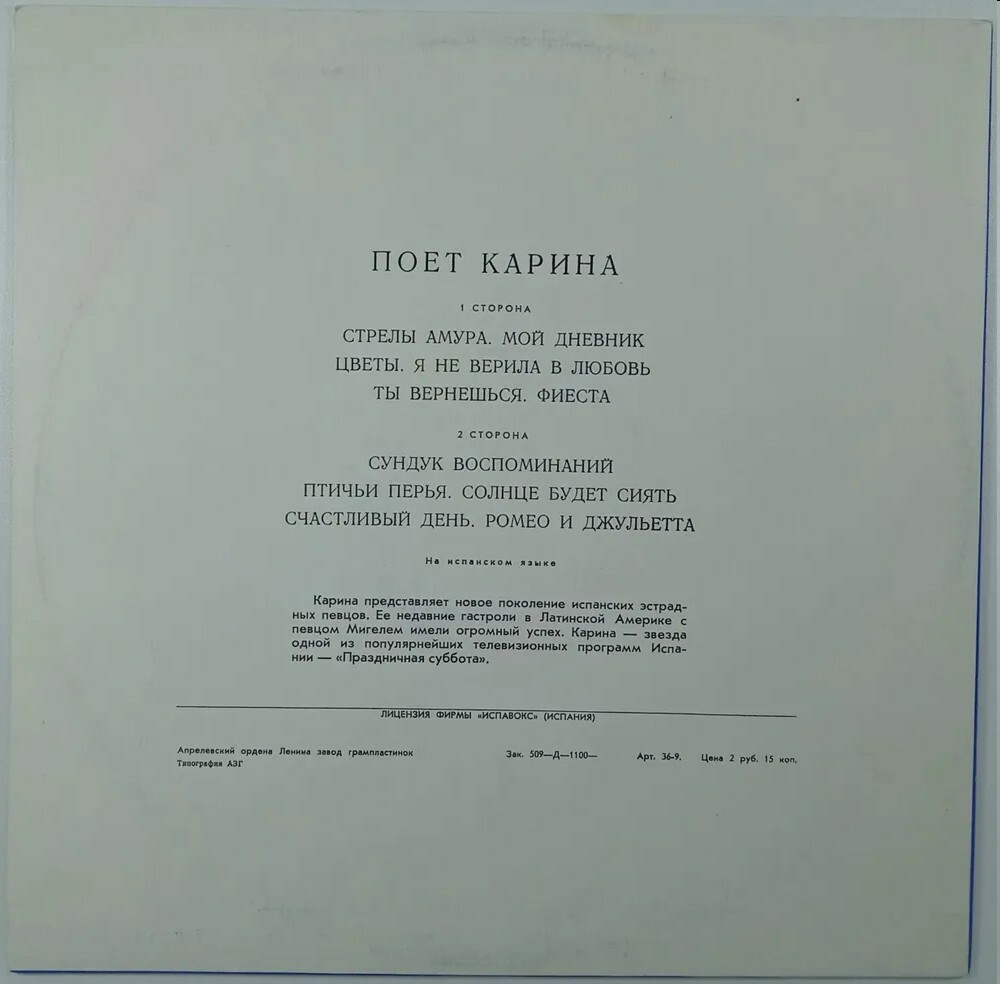 ПОЕТ КАРИНА
1 СТОРОНА
СТРЕЛЫ АМУРА. МОЙ ДНЕВНИК
ЦВЕТЫ. Я НЕ ВЕРИЛА В ЛЮБОВЬ
ТЫ ВЕРНЕШЬСЯ. ФИЕСТА
2 СТОРОНА
СУНДУК ВОСПОМИНАНИЙ
ПТИЧЬИ ПЕРЬЯ. СОЛНЦЕ БУДЕТ СИЯТЬ
СЧАСТЛИВЫЙ ДЕНЬ. РОМЕО И ДЖУЛЬЕТТА
На испанском языке
Карина представляет новое поколение испанских эстрад-
ных певцов. Ее недавние гастроли в Латинской Америке с
певцом Мигелем имели огромный успех. Карина — звезда
одной из популярнейших телевизионных программ Испа-
нии — «Праздничная суббота».
ЛИЦЕНЗИЯ ФИРМЫ «ИСПАВОКС» (ИСПАНИЯ)
Апрелевский ордена Ленина завод грампластинок Зак. 509—Д—1100— Арт. 36-9. Цена 2 руб. 15 коп.
Типография АЗГ